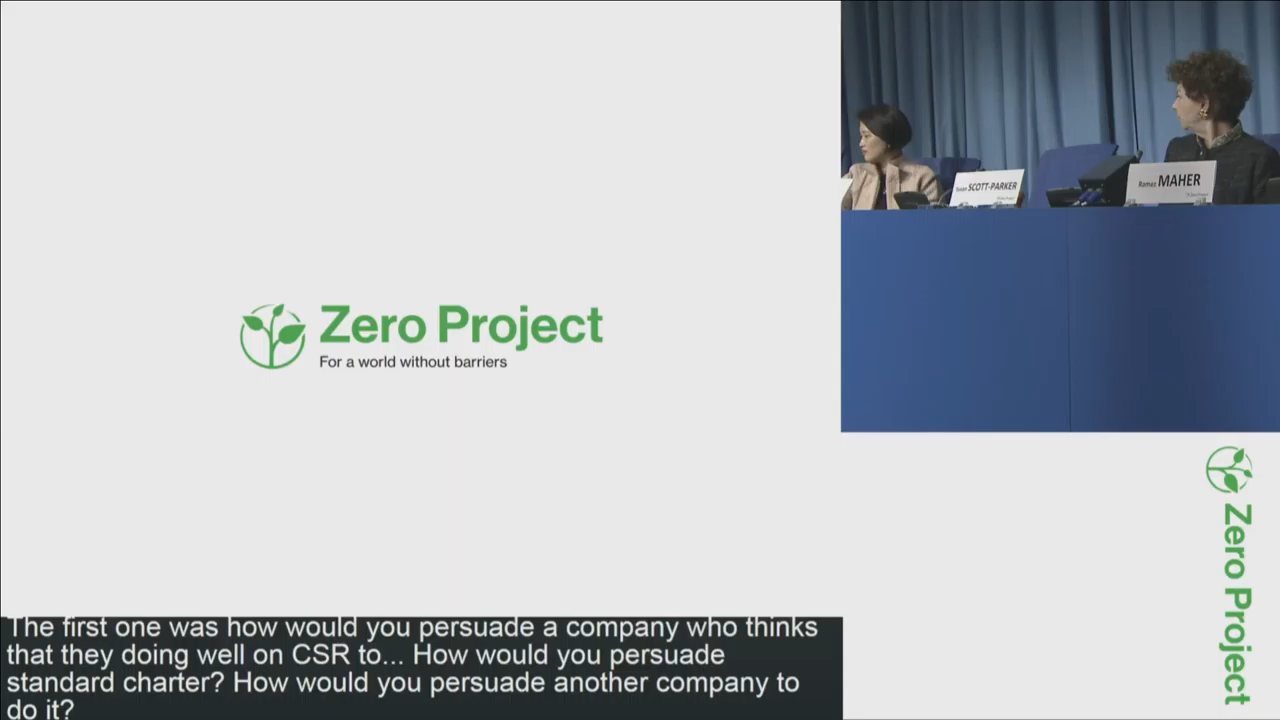 Zero Project
For a world without barriers
Susan SCOTT-PARKER
Ramez MAHER
Zero Project
The first one was how would you persuade a company who thinks
that they doing well on CSR to... How would you persuade
standard charter? How would you persuade another company to
do it?